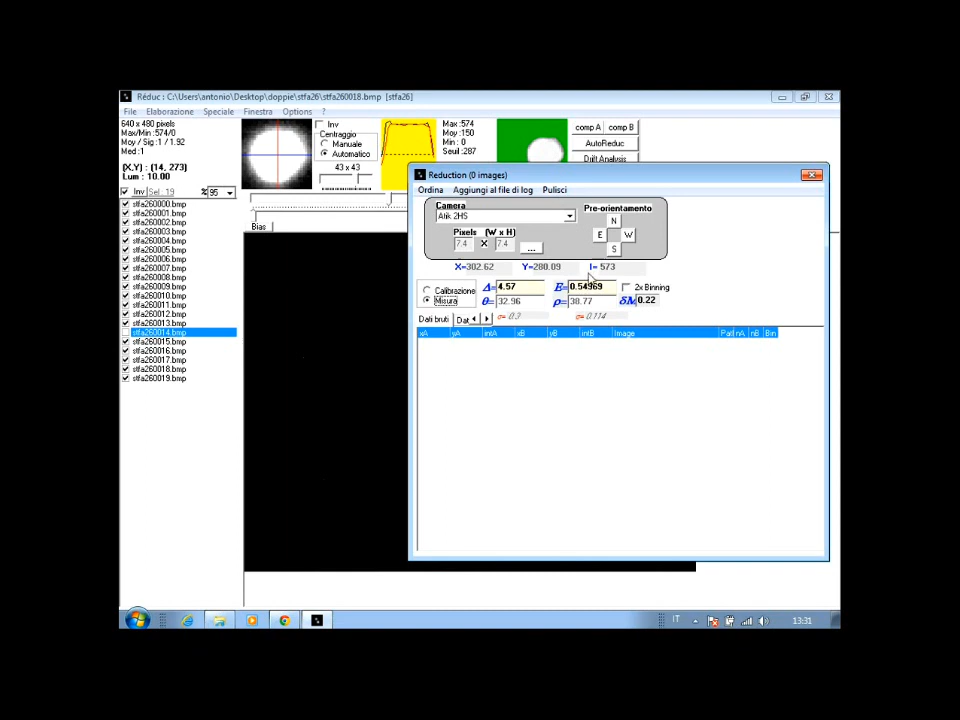 Réduc : C:\Users\antonio\Desktop\doppie\stfa26\stfa260018.bmp [stfa26]
File Elaborazione Speciale Finestra Options ?
640 x 480 pixels
Max/Min : 574/0
Moy / Sig : 1 / 1.92
Med : 1
(X,Y) : (14, 273)
Lum : 10.00
Inv Sel : 19 % 95
Inv
Centraggio
Manuale
Automatico
43 x 43
Max : 574
Moy : 150
Min : 0
Seuil : 287
comp A comp B
AutoReduc
Drift Analysis
Bias
stfa260000.bmp
stfa260001.bmp
stfa260002.bmp
stfa260003.bmp
stfa260004.bmp
stfa260005.bmp
stfa260006.bmp
stfa260007.bmp
stfa260008.bmp
stfa260009.bmp
stfa260010.bmp
stfa260011.bmp
stfa260012.bmp
stfa260013.bmp
stfa260014.bmp
stfa260015.bmp
stfa260016.bmp
stfa260017.bmp
stfa260018.bmp
stfa260019.bmp
Reduction (0 images)
Ordina Aggiungi al file di log Pulisci
Camera
Atik 2HS
Pixels (W x H)
7.4 X 7.4 ...
Pre-orientamento
N
E W
S
X=302.62 Y=280.09 I= 573
Calibrazione Δ= 4.57 E= 0.54969 2x Binning
Misura θ= 32.96 ρ= 38.77 δM 0.22
σ= 0.3 σ= 0.114
Dati bruti Dat
xA yA intA xB yB intB Image Pat nA nB Bin
IT 13:31